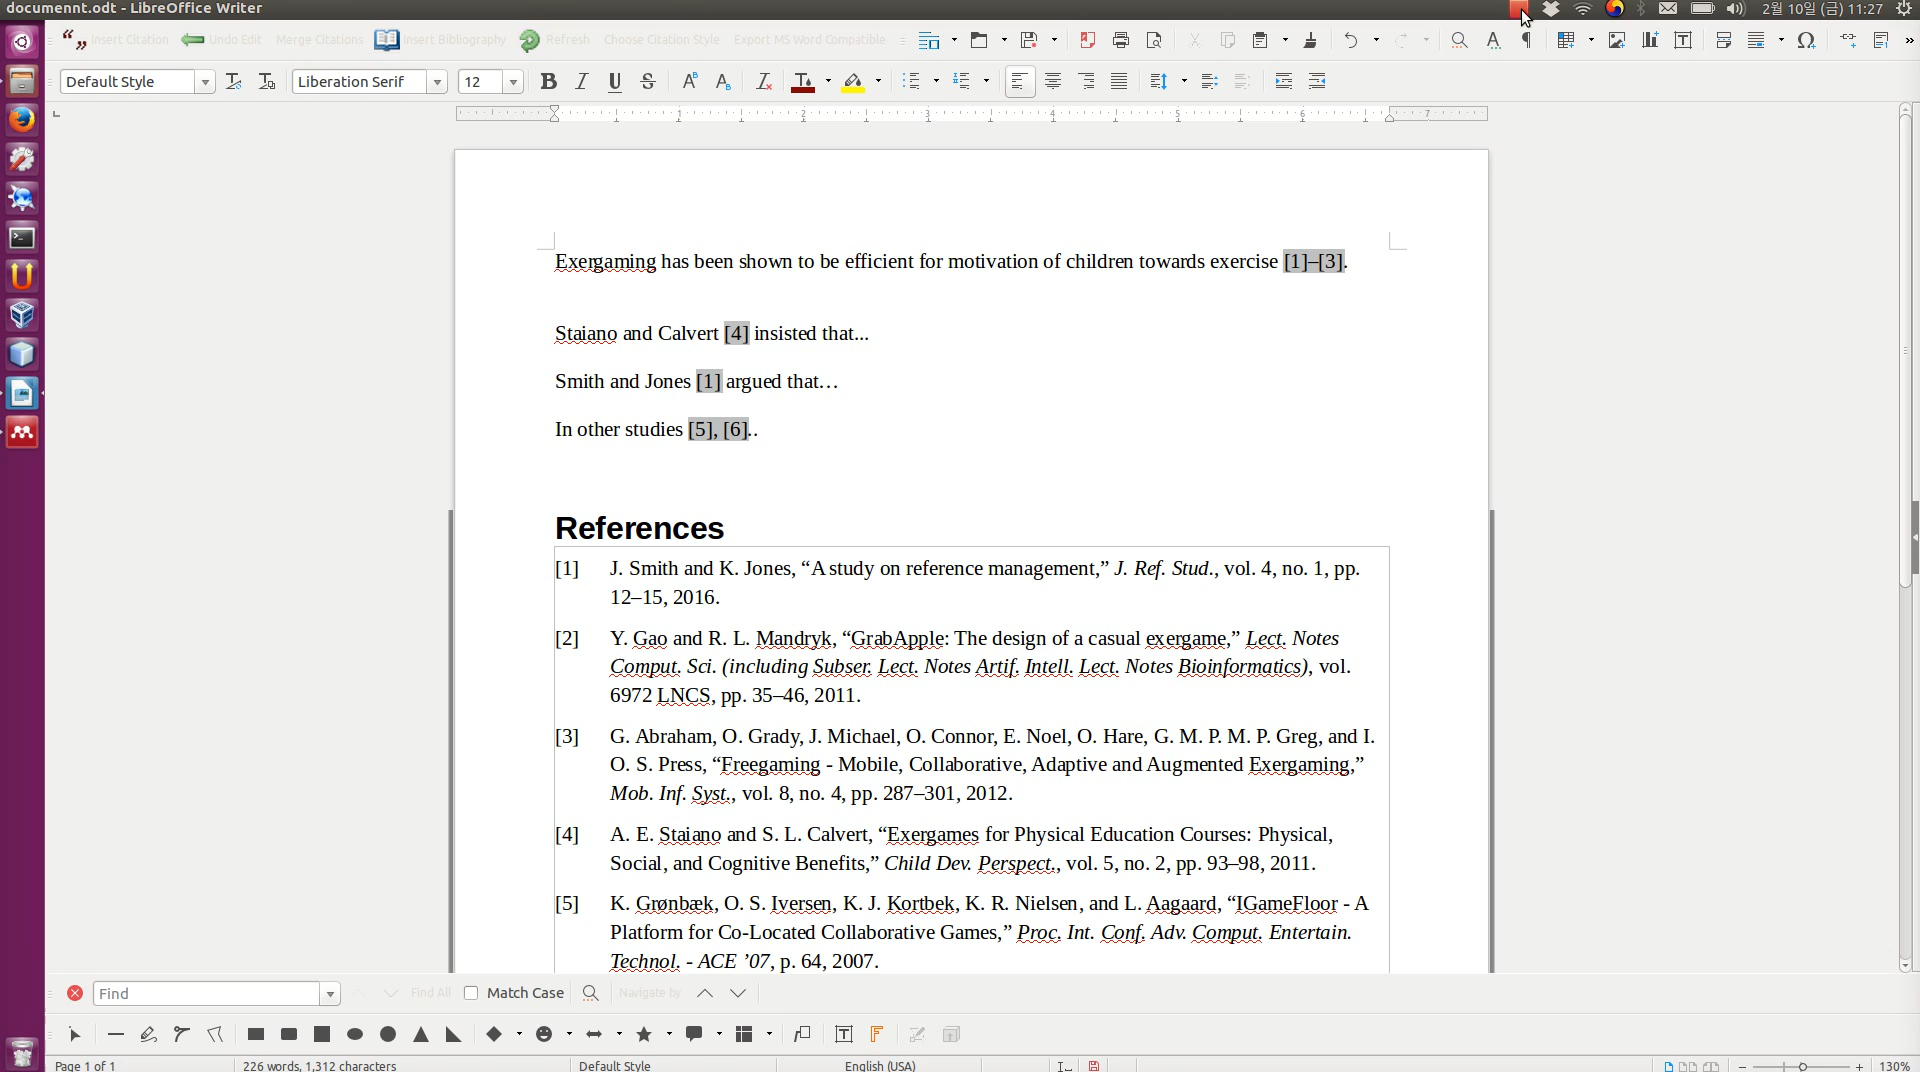 documennt.odt - LibreOffice Writer
2월 10일 (금) 11:27
Insert Citation Undo Edit Merge Citations Insert Bibliography Refresh Choose Citation Style Export MS Word Compatible
Default Style Liberation Serif 12
1 2 3 4 5 6 7
Exergaming has been shown to be efficient for motivation of children towards exercise [1]–[3].
Staiano and Calvert [4] insisted that...
Smith and Jones [1] argued that…
In other studies [5], [6]..
References
[1] J. Smith and K. Jones, “A study on reference management,” J. Ref. Stud., vol. 4, no. 1, pp.
12–15, 2016.
[2] Y. Gao and R. L. Mandryk, “GrabApple: The design of a casual exergame,” Lect. Notes
Comput. Sci. (including Subser. Lect. Notes Artif. Intell. Lect. Notes Bioinformatics), vol.
6972 LNCS, pp. 35–46, 2011.
[3] G. Abraham, O. Grady, J. Michael, O. Connor, E. Noel, O. Hare, G. M. P. M. P. Greg, and I.
O. S. Press, “Freegaming - Mobile, Collaborative, Adaptive and Augmented Exergaming,”
Mob. Inf. Syst., vol. 8, no. 4, pp. 287–301, 2012.
[4] A. E. Staiano and S. L. Calvert, “Exergames for Physical Education Courses: Physical,
Social, and Cognitive Benefits,” Child Dev. Perspect., vol. 5, no. 2, pp. 93–98, 2011.
[5] K. Grønbæk, O. S. Iversen, K. J. Kortbek, K. R. Nielsen, and L. Aagaard, “IGameFloor - A
Platform for Co-Located Collaborative Games,” Proc. Int. Conf. Adv. Comput. Entertain.
Technol. - ACE ’07, p. 64, 2007.
Find Find All Match Case Navigate by
Page 1 of 1 226 words, 1,312 characters Default Style English (USA) 130%